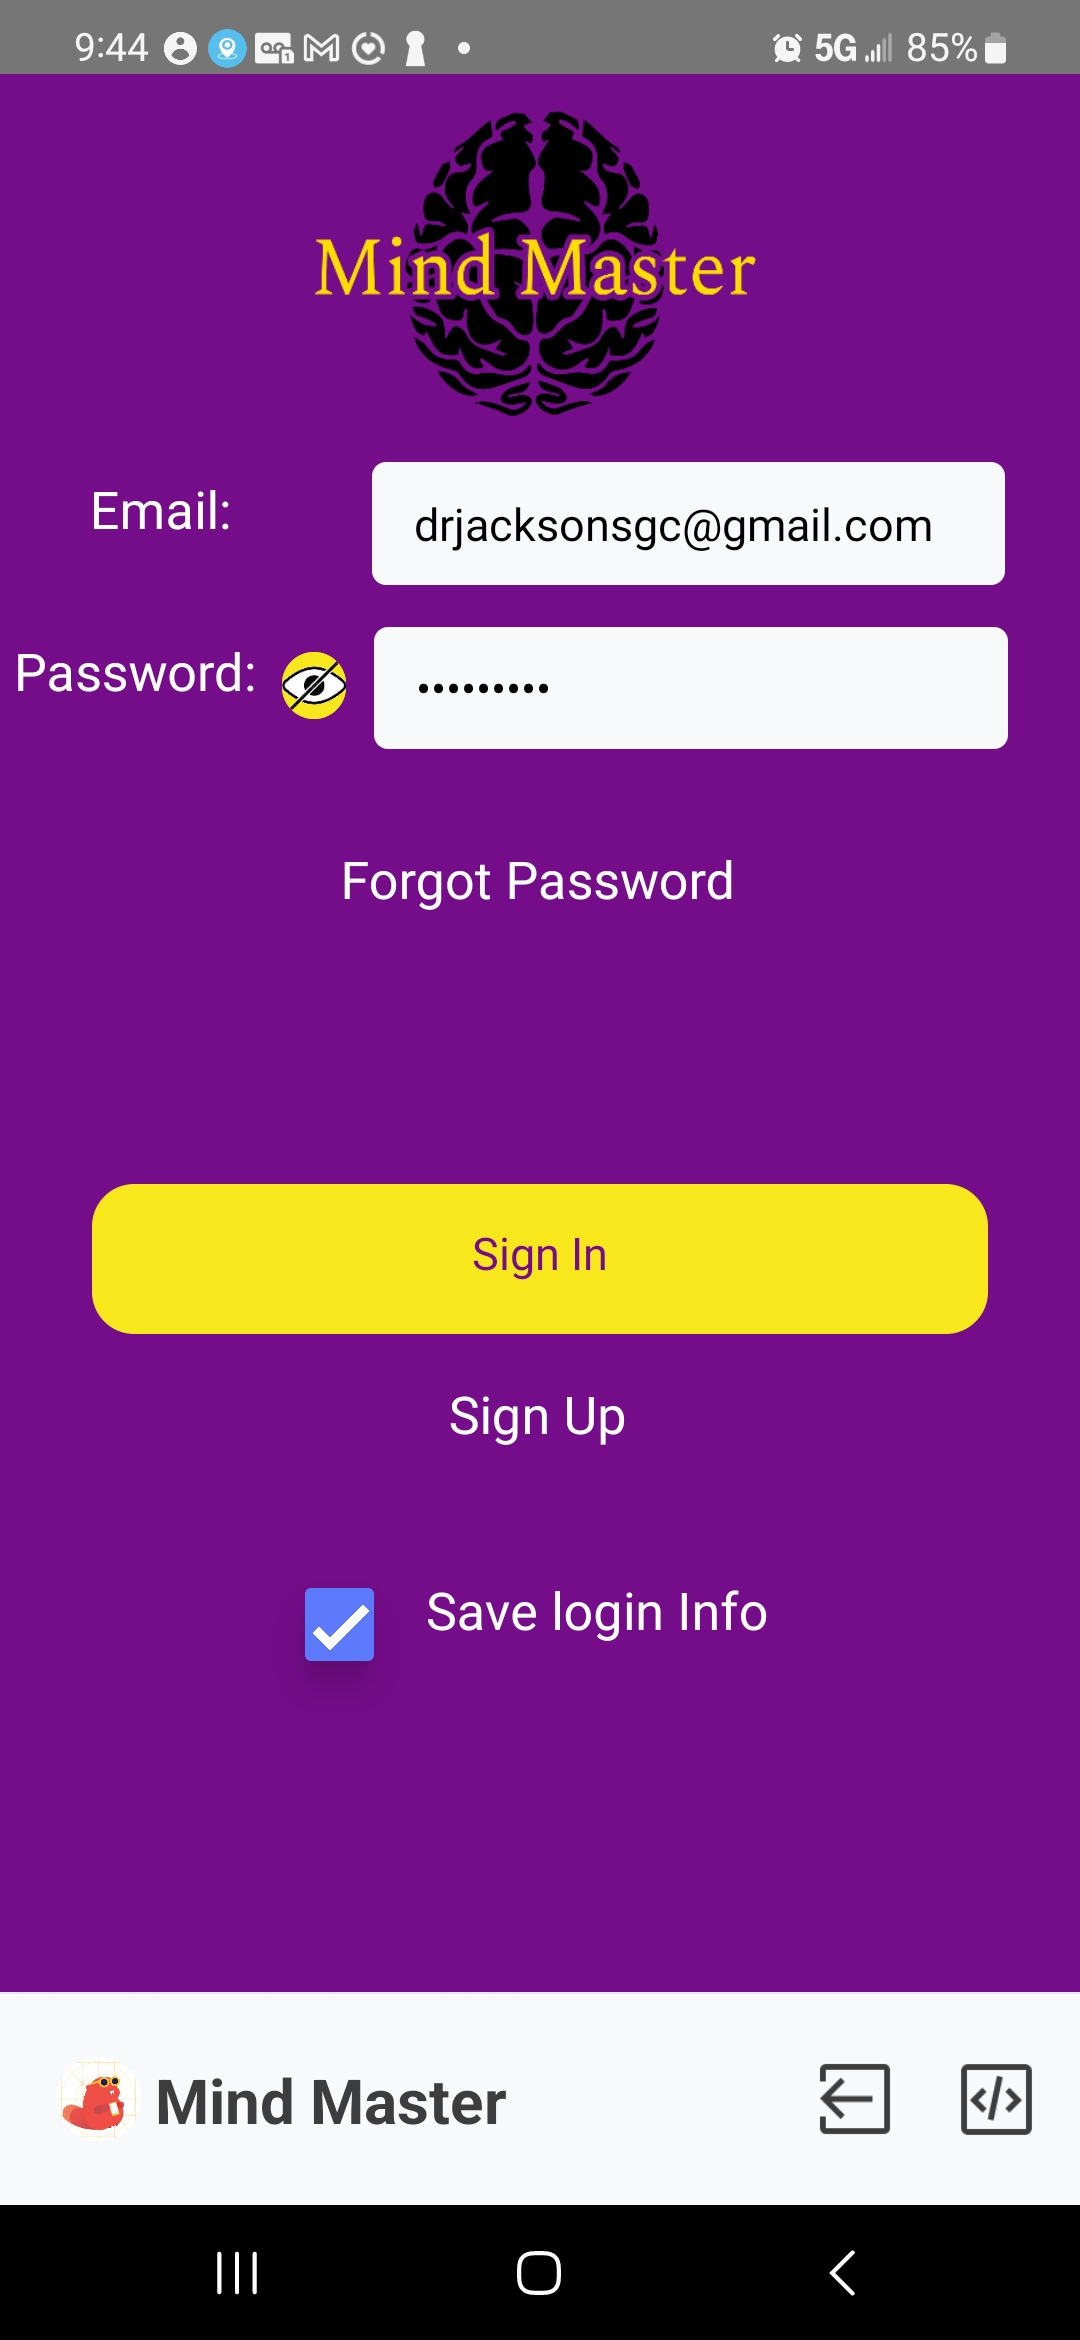 9:44 5G 85%
Mind Master
Email: drjacksonsgc@gmail.com
Password: •••••••••
Forgot Password
Sign In
Sign Up
Save login Info
Mind Master